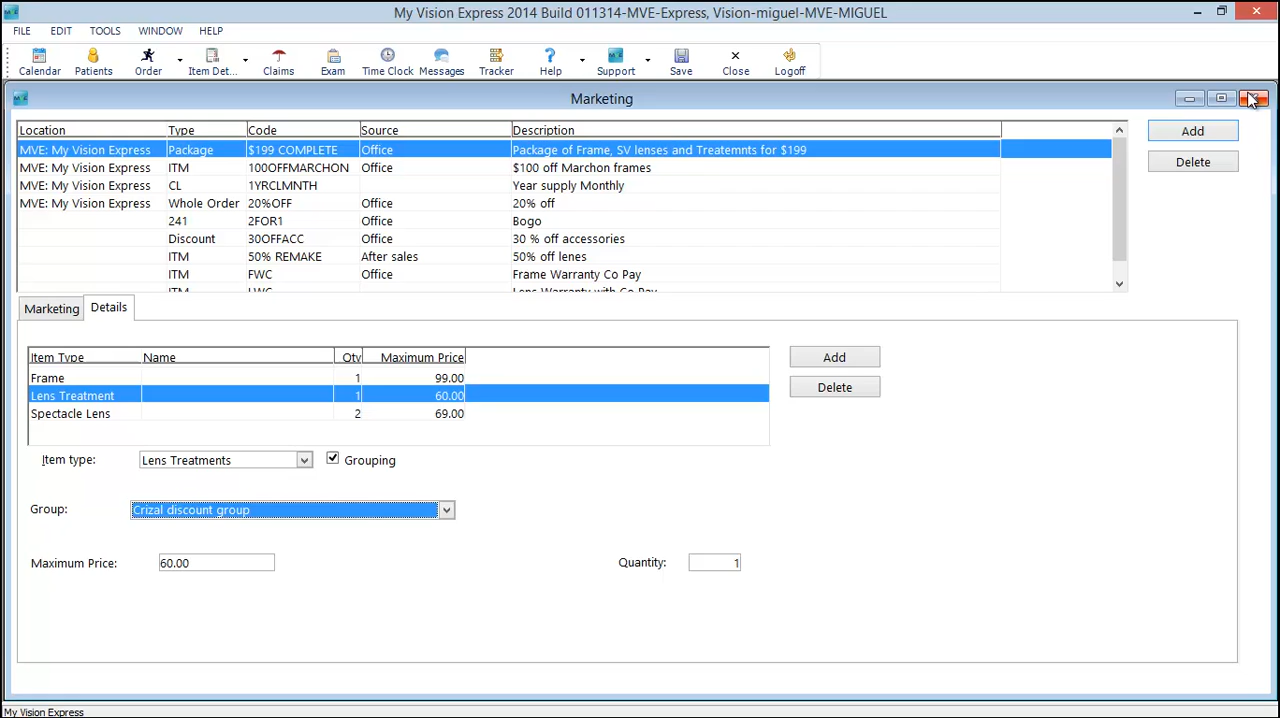 My Vision Express 2014 Build 011314-MVE-Express, Vision-miguel-MVE-MIGUEL
FILE EDIT TOOLS WINDOW HELP
Calendar Patients Order Item Det... Claims Exam Time Clock Messages Tracker Help Support Save Close Logoff
Marketing
Location Type Code Source Description
MVE: My Vision Express Package $199 COMPLETE Office Package of Frame, SV lenses and Treatemnts for $199
MVE: My Vision Express ITM 100OFFMARCHON Office $100 off Marchon frames
MVE: My Vision Express CL 1YRCLMNTH Year supply Monthly
MVE: My Vision Express Whole Order 20%OFF Office 20% off
241 2FOR1 Office Bogo
Discount 30OFFACC Office 30 % off accessories
ITM 50% REMAKE After sales 50% off lenes
ITM FWC Office Frame Warranty Co Pay
ITM LWC Lens Warranty with Co Pay
Add
Delete
Marketing Details
Item Type Name Qty Maximum Price
Frame 1 99.00
Lens Treatment 1 60.00
Spectacle Lens 2 69.00
Add
Delete
Item type: Lens Treatments Grouping
Group: Crizal discount group
Maximum Price: 60.00 Quantity: 1
My Vision Express